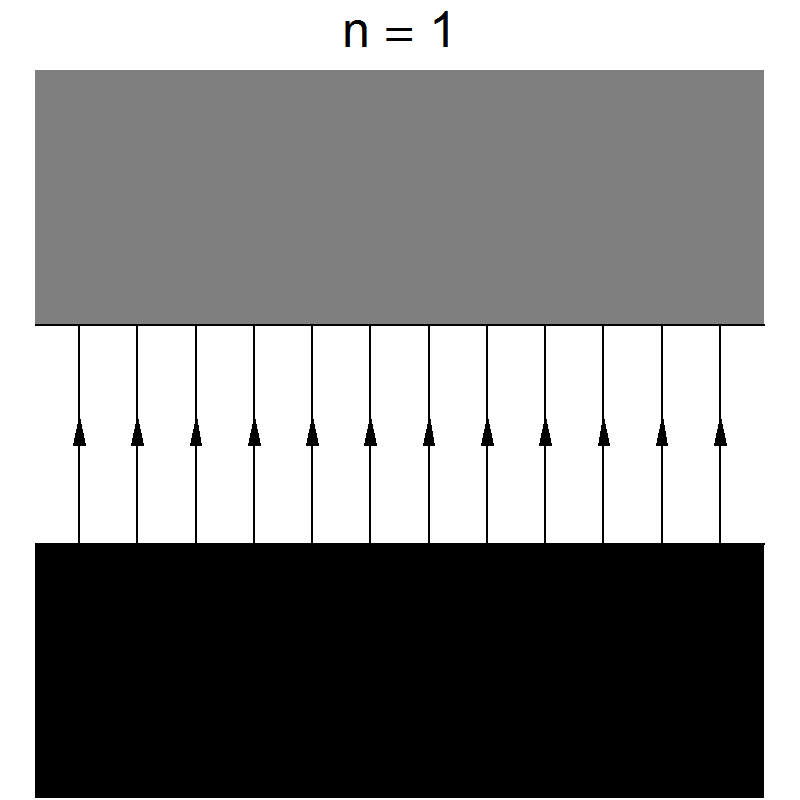 n = 1